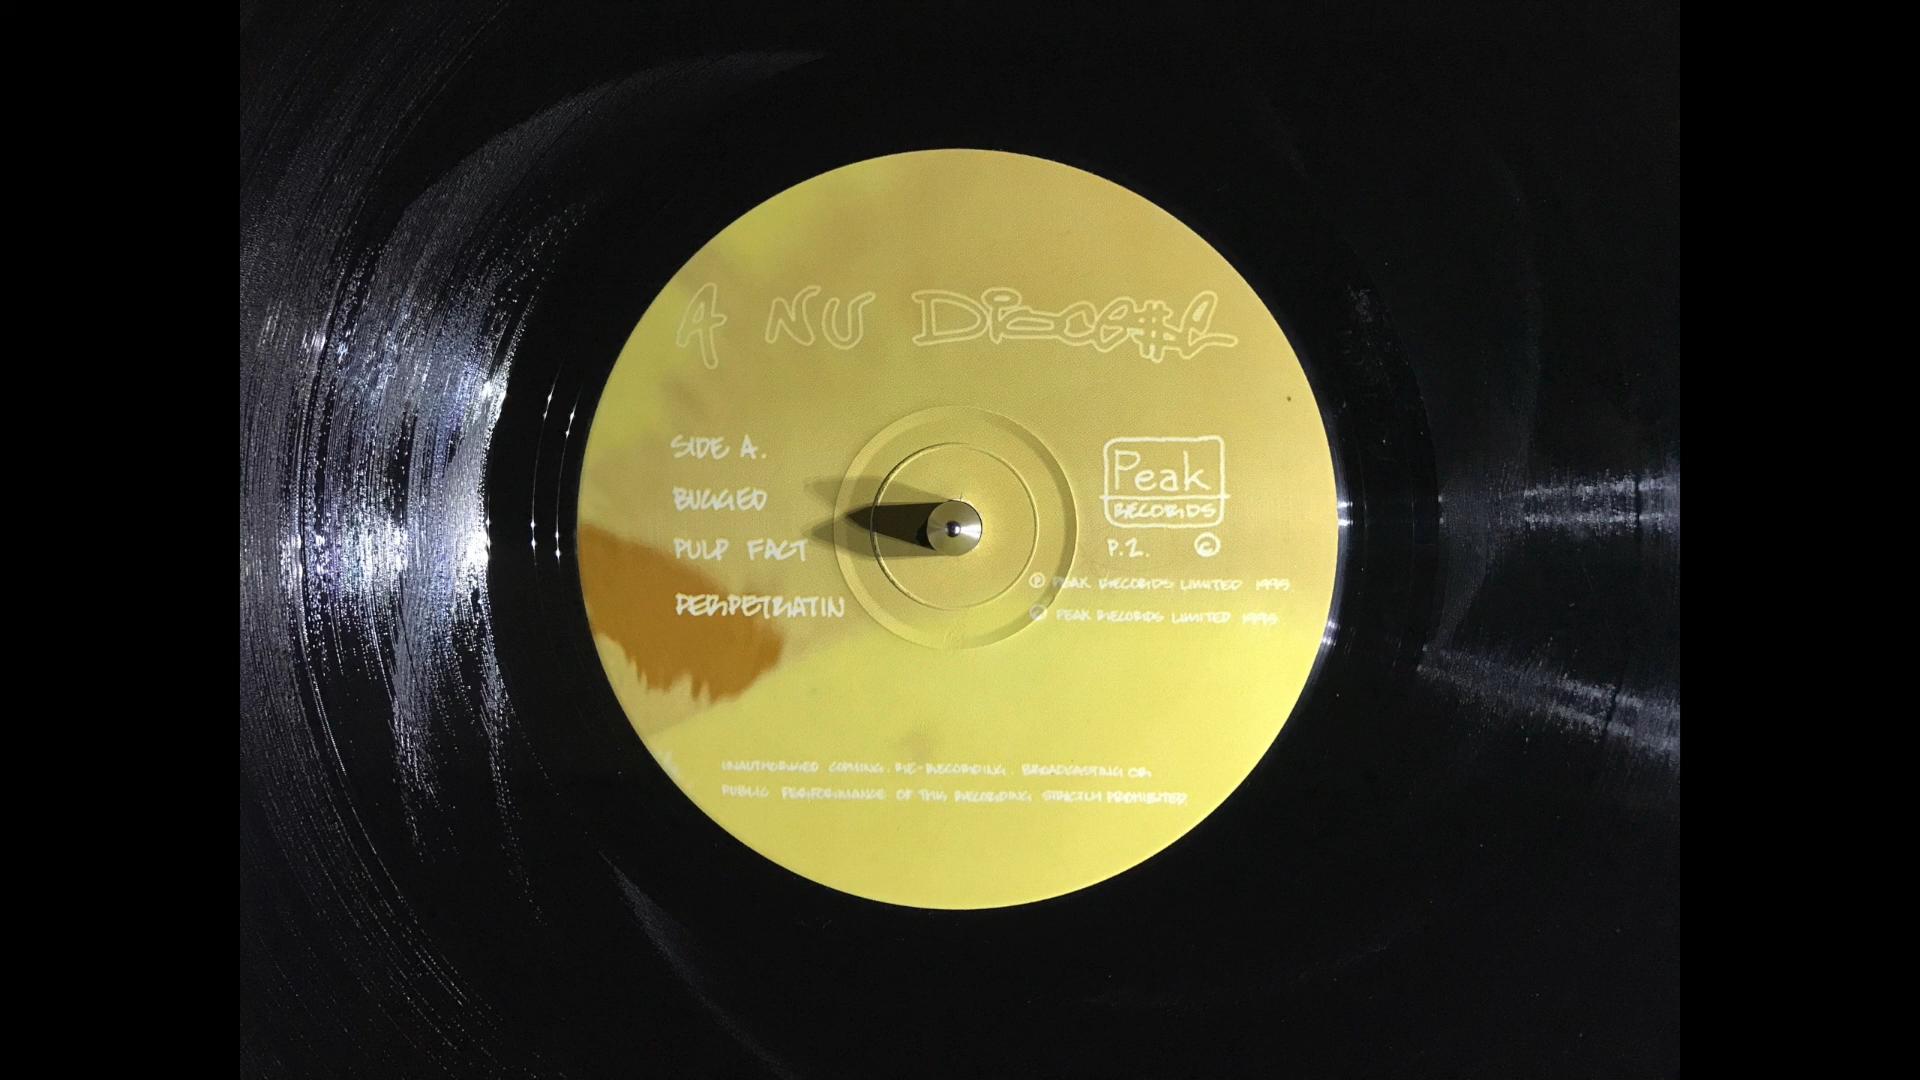 A NU
SIDE A.
BUGGED
PULP FACT
PERPETRATIN
Peak
RECORDS
P.2. ©
℗ PEAK RECORDS LIMITED 1995.
© PEAK RECORDS LIMITED 1995
UNAUTHORISED COPYING. RE-RECORDING. BROADCASTING OR
PUBLIC PERFORMANCE OF THIS RECORDING STRICTLY PROHIBITED.